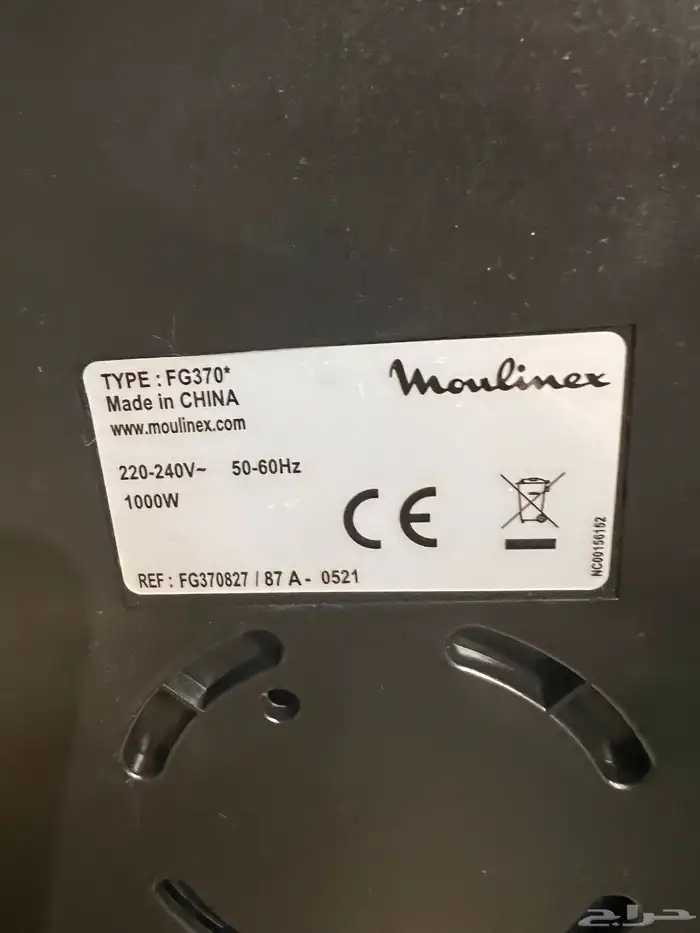 TYPE : FG370*
Moulinex
Made in CHINA
www.moulinex.com
220-240V~ 50-60Hz
1000W
CE
REF : FG370827 / 87 A - 0521
NC00156152
حراج